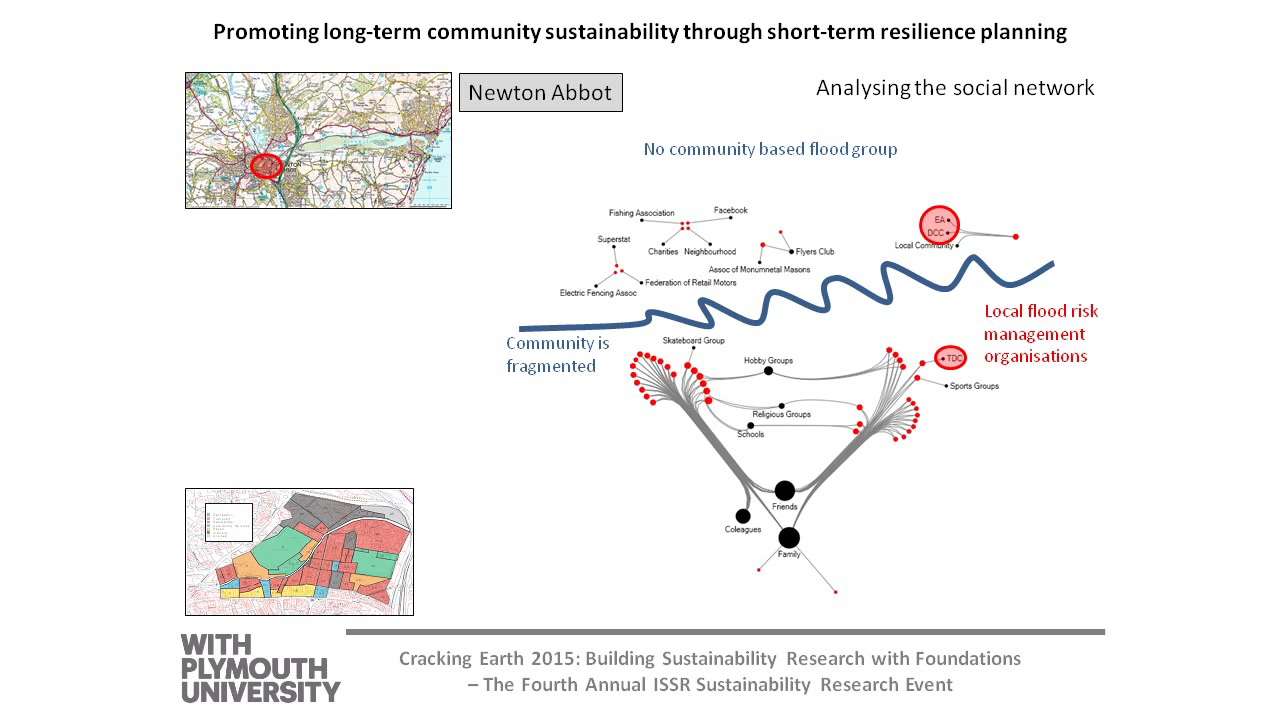 Promoting long-term community sustainability through short-term resilience planning
Newton Abbot
Analysing the social network
No community based flood group
Fishing Association
Facebook
Charities
Neighbourhood
Superstat
Electric Fencing Assoc
Federation of Retail Motors
Flyers Club
Assoc of Monumnetal Masons
EA
DCC
Local Community
Local flood risk
management
organisations
Community is
fragmented
Skateboard Group
Hobby Groups
TDC
Sports Groups
Religious Groups
Schools
Friends
Coleagues
Family
WITH
PLYMOUTH
UNIVERSITY
Cracking Earth 2015: Building Sustainability Research with Foundations
– The Fourth Annual ISSR Sustainability Research Event